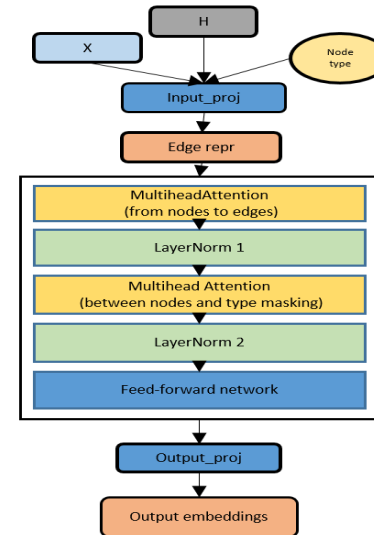 H
X
Node
type
Input_proj
Edge repr
MultiheadAttention
(from nodes to edges)
LayerNorm 1
Multihead Attention
(between nodes and type masking)
LayerNorm 2
Feed-forward network
Output_proj
Output embeddings